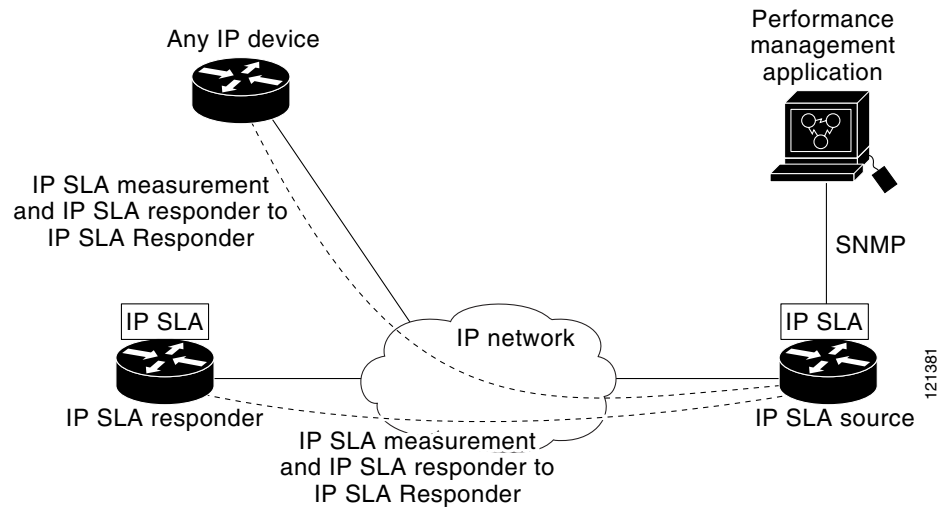 Any IP device
Performance
management
application
IP SLA measurement
and IP SLA responder to
IP SLA Responder
SNMP
IP SLA
IP network
IP SLA
IP SLA responder
IP SLA source
121381
IP SLA measurement
and IP SLA responder to
IP SLA Responder